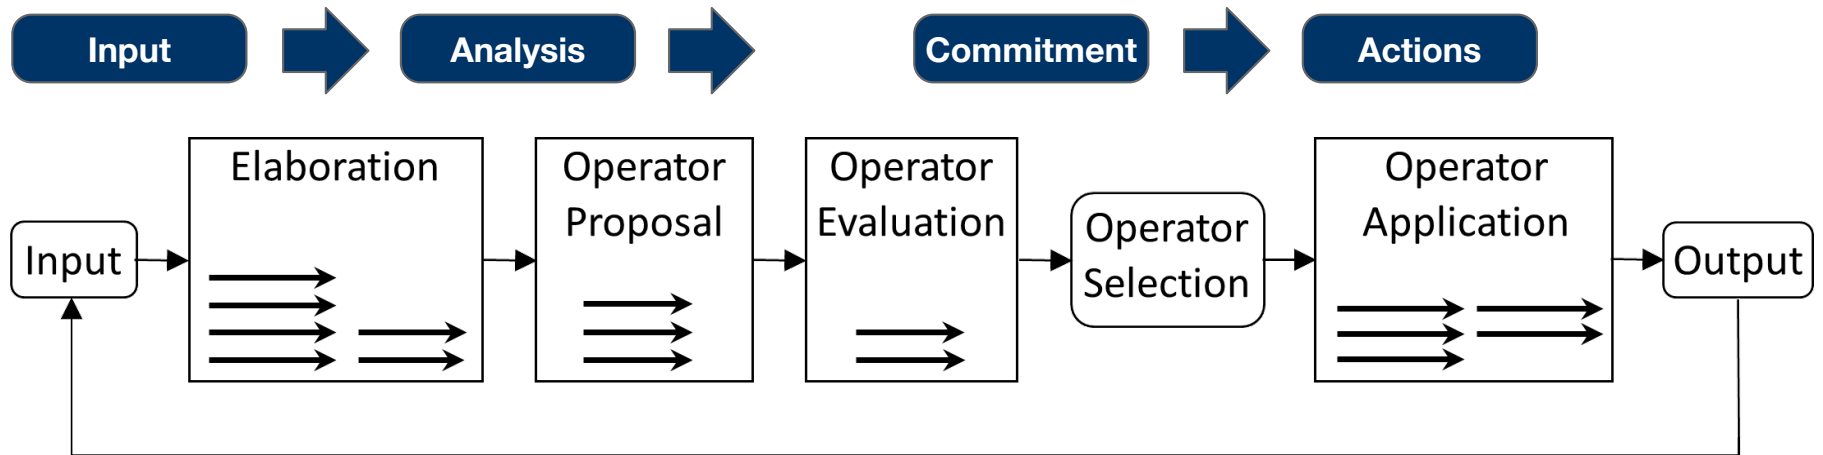 Input
Analysis
Commitment
Actions
Input
Elaboration
Operator
Proposal
Operator
Evaluation
Operator
Selection
Operator
Application
Output